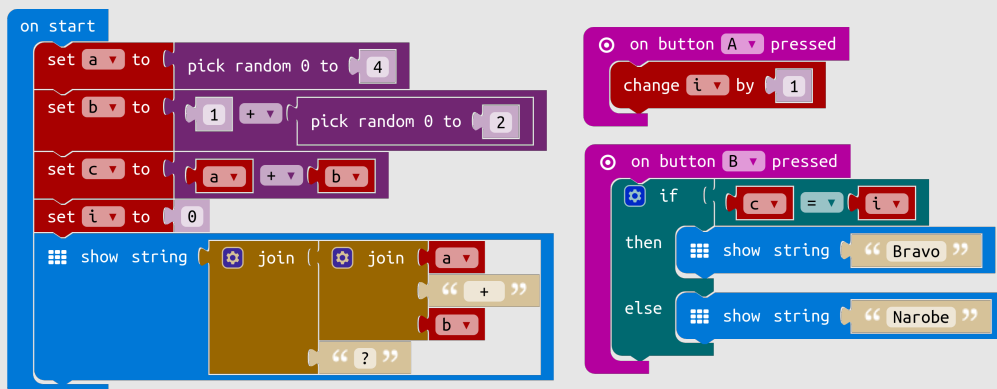 on start
set a to pick random 0 to 4
set b to 1 + pick random 0 to 2
set c to a + b
set i to 0
show string join join a
“ + ”
b
“ ? ”
on button A pressed
change i by 1
on button B pressed
if c = i
then show string “ Bravo ”
else show string “ Narobe ”